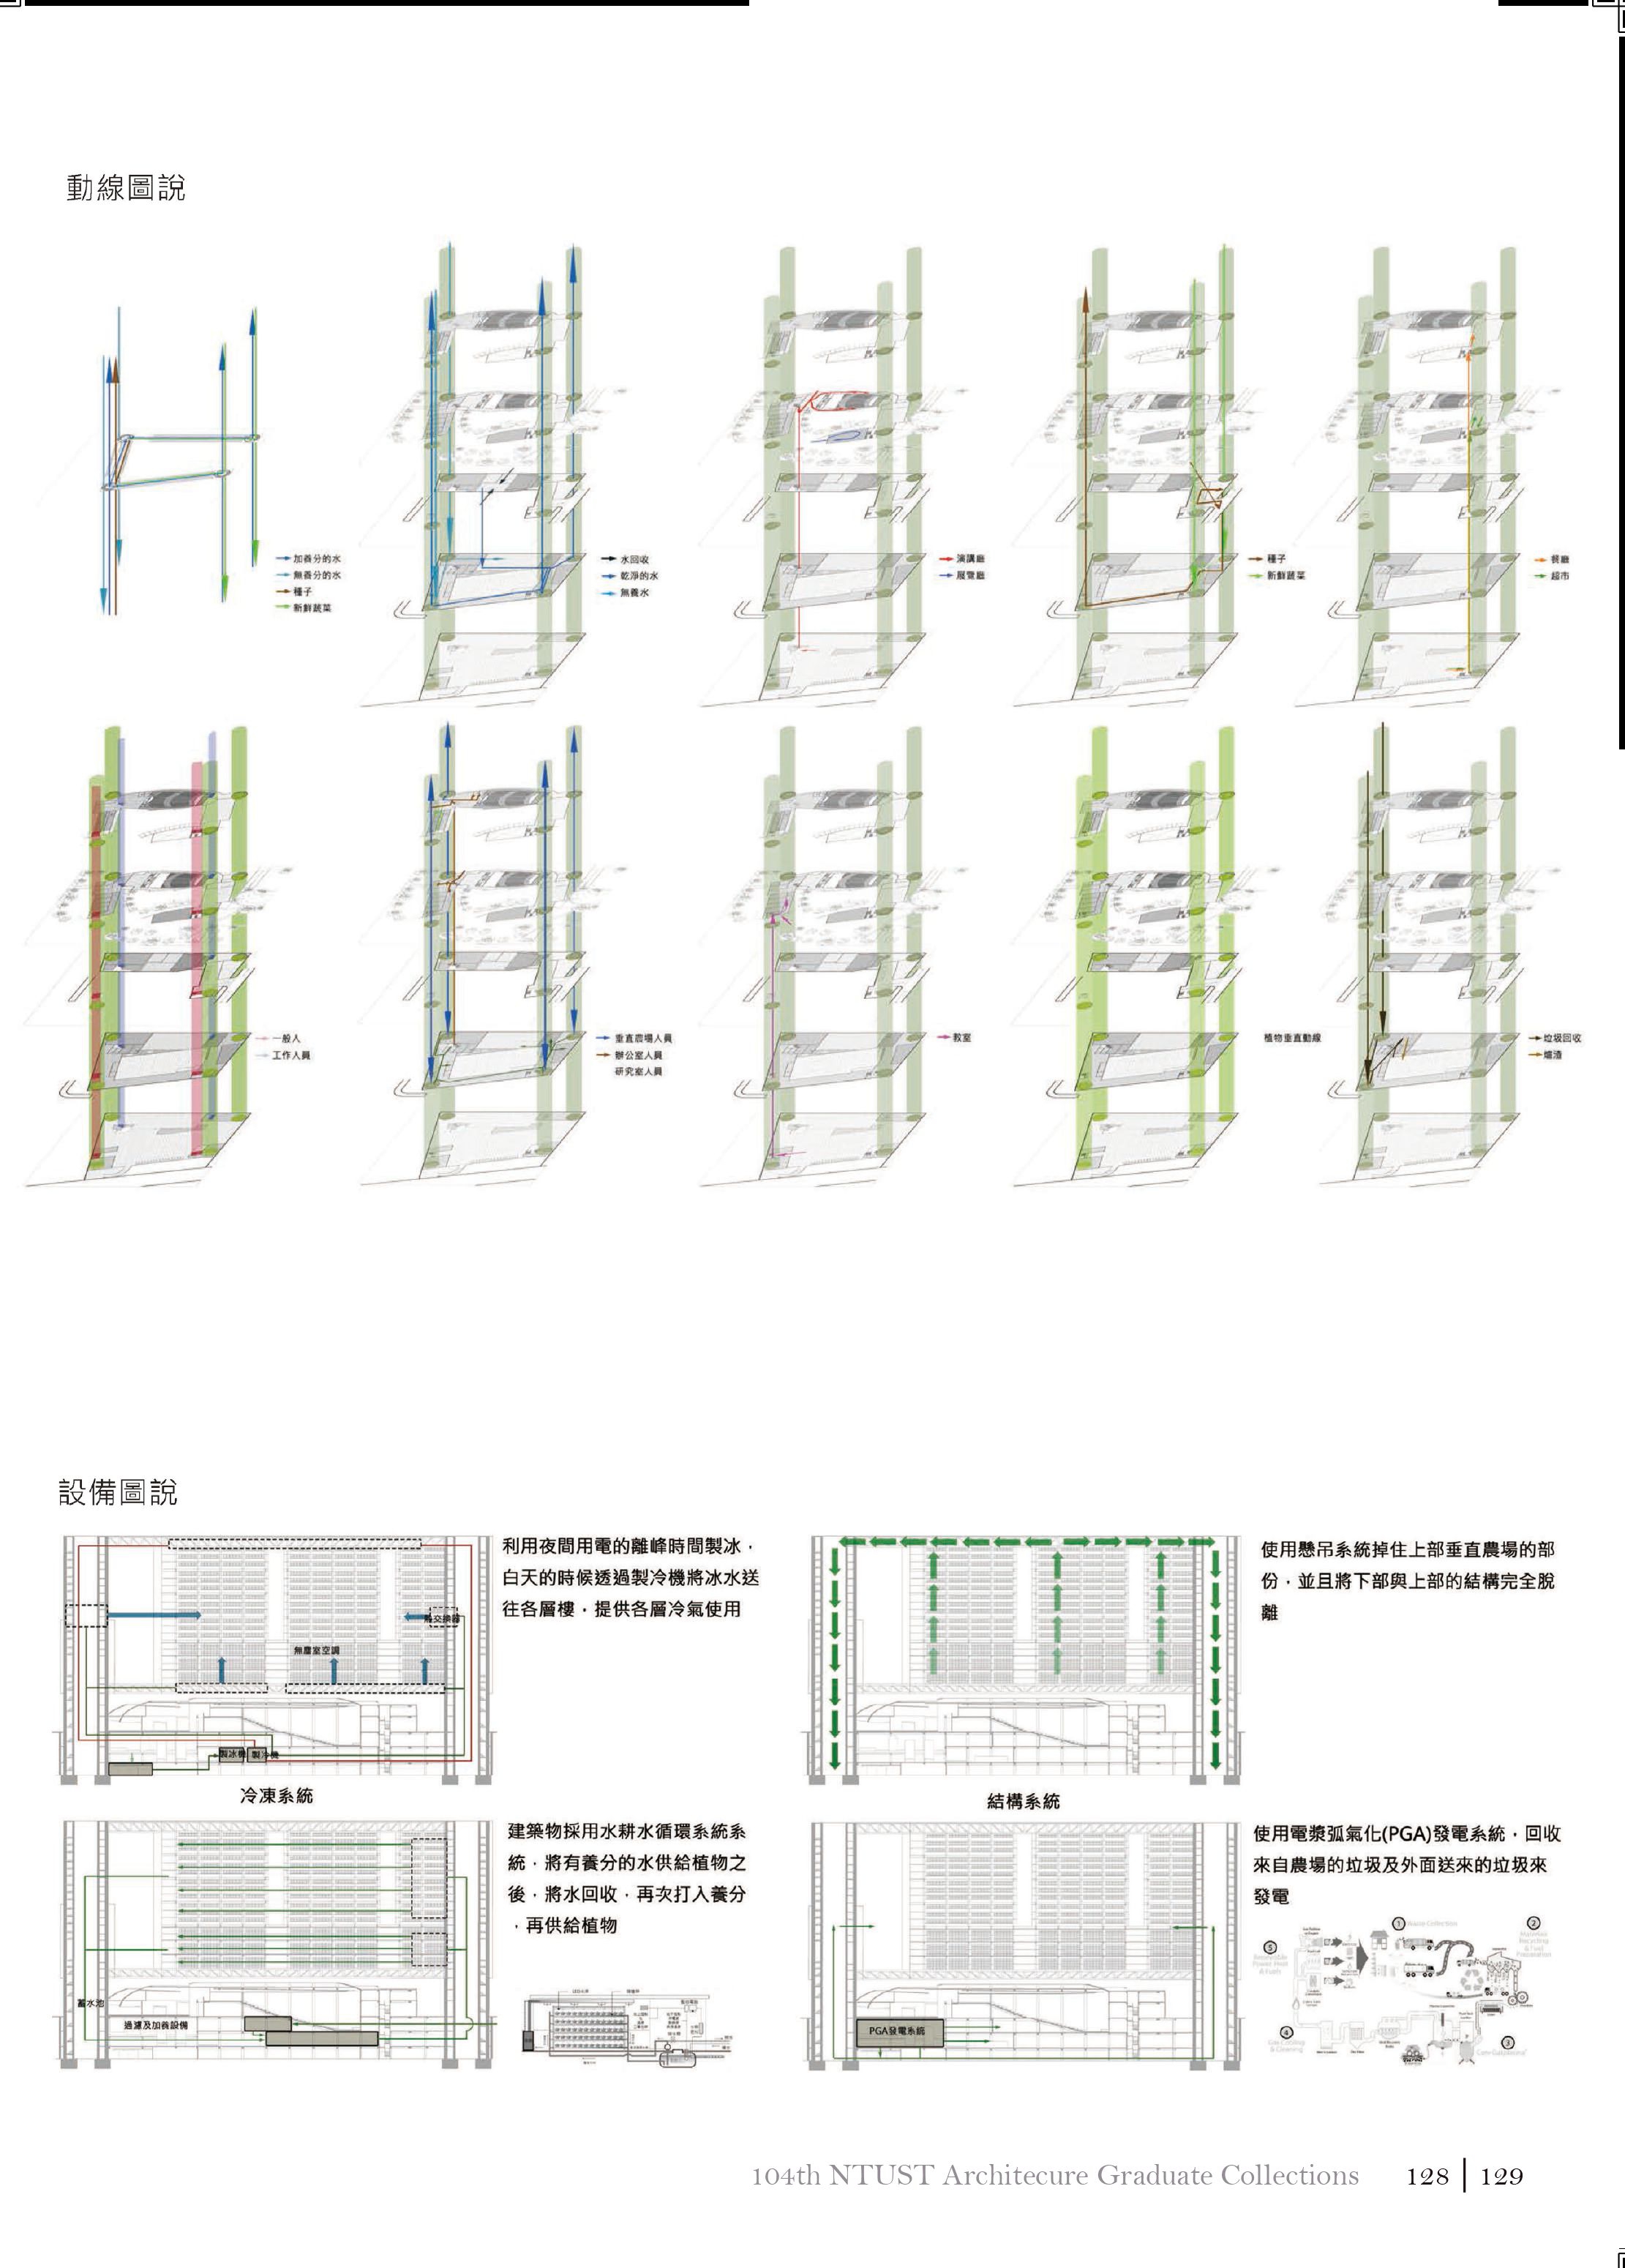 動線圖說
加養分的水
無養分的水
種子
新鮮蔬菜
水回收
乾淨的水
無養水
演講廳
展覽廳
種子
新鮮蔬菜
餐廳
超市
一般人
工作人員
垂直農場人員
辦公室人員
研究室人員
教室
植物垂直動線
垃圾回收
爐渣
設備圖說
熱交換器
無塵室空調
製冰機
製冷機
冷凍系統
利用夜間用電的離峰時間製冰，
白天的時候透過製冷機將冰水送
往各層樓，提供各層冷氣使用
結構系統
使用懸吊系統掉住上部垂直農場的部
份，並且將下部與上部的結構完全脫
離
蓄水池
過濾及加養設備
建築物採用水耕水循環系統系
統，將有養分的水供給植物之
後，將水回收，再次打入養分
，再供給植物
PGA發電系統
使用電漿弧氣化(PGA)發電系統，回收
來自農場的垃圾及外面送來的垃圾來
發電
1 Waste Collection
2
3
4
5
104th NTUST Architecure Graduate Collections 128 | 129